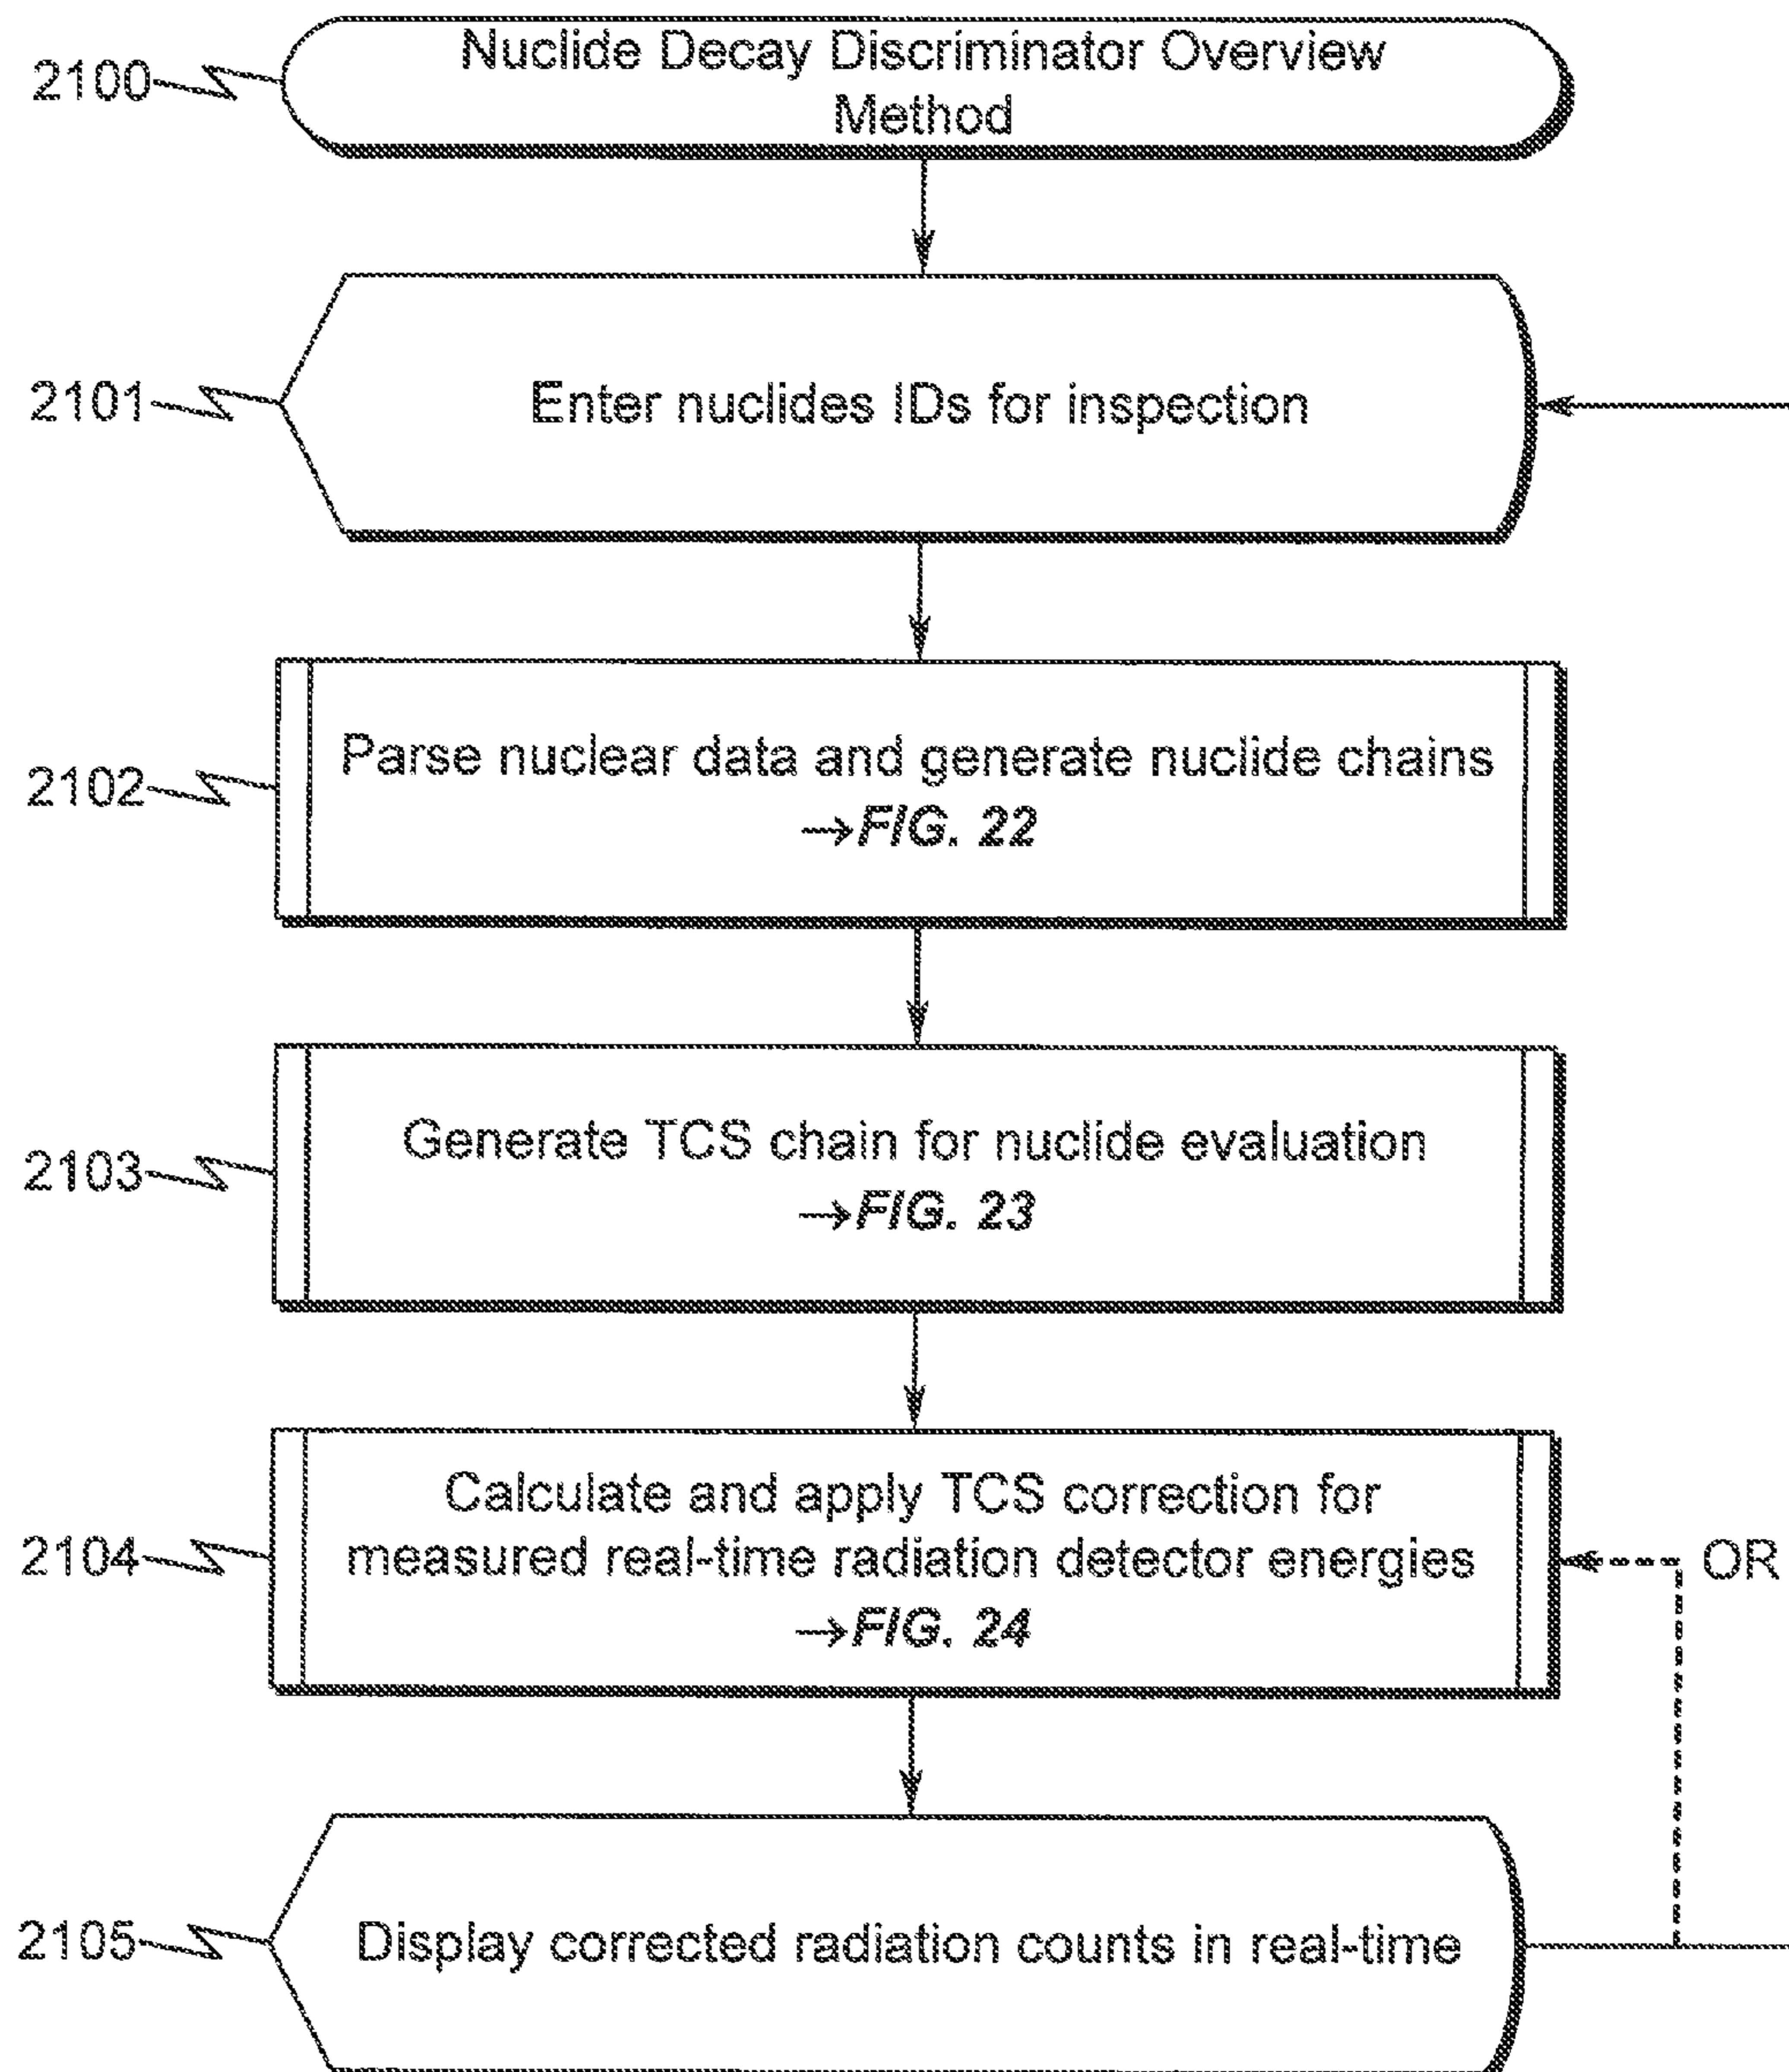 2100
Nuclide Decay Discriminator Overview
Method
2101
Enter nuclides IDs for inspection
2102
Parse nuclear data and generate nuclide chains
→FIG. 22
2103
Generate TCS chain for nuclide evaluation
→FIG. 23
2104
Calculate and apply TCS correction for
measured real-time radiation detector energies
→FIG. 24
OR
2105
Display corrected radiation counts in real-time